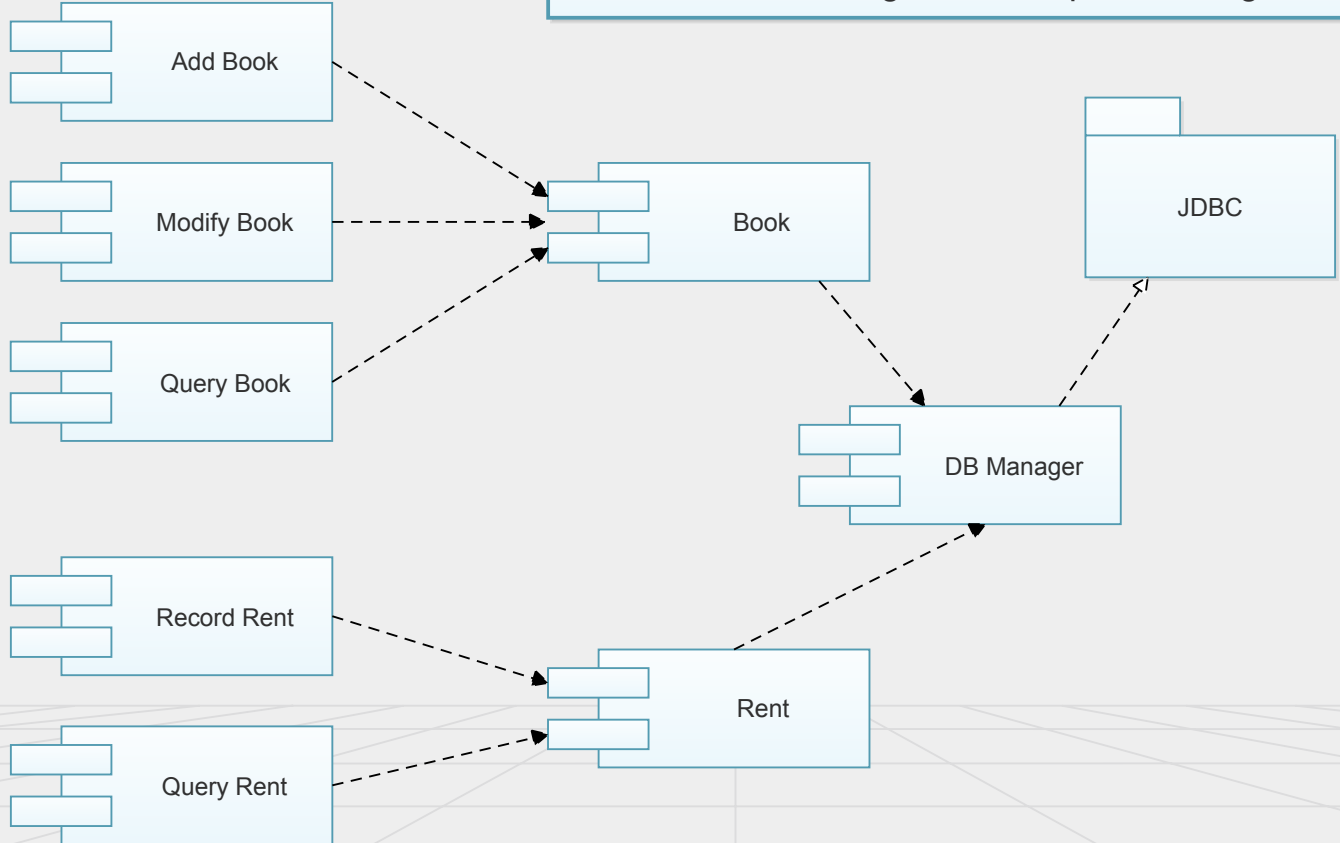 Add Book
Modify Book
Book
JDBC
Query Book
DB Manager
Record Rent
Rent
Query Rent